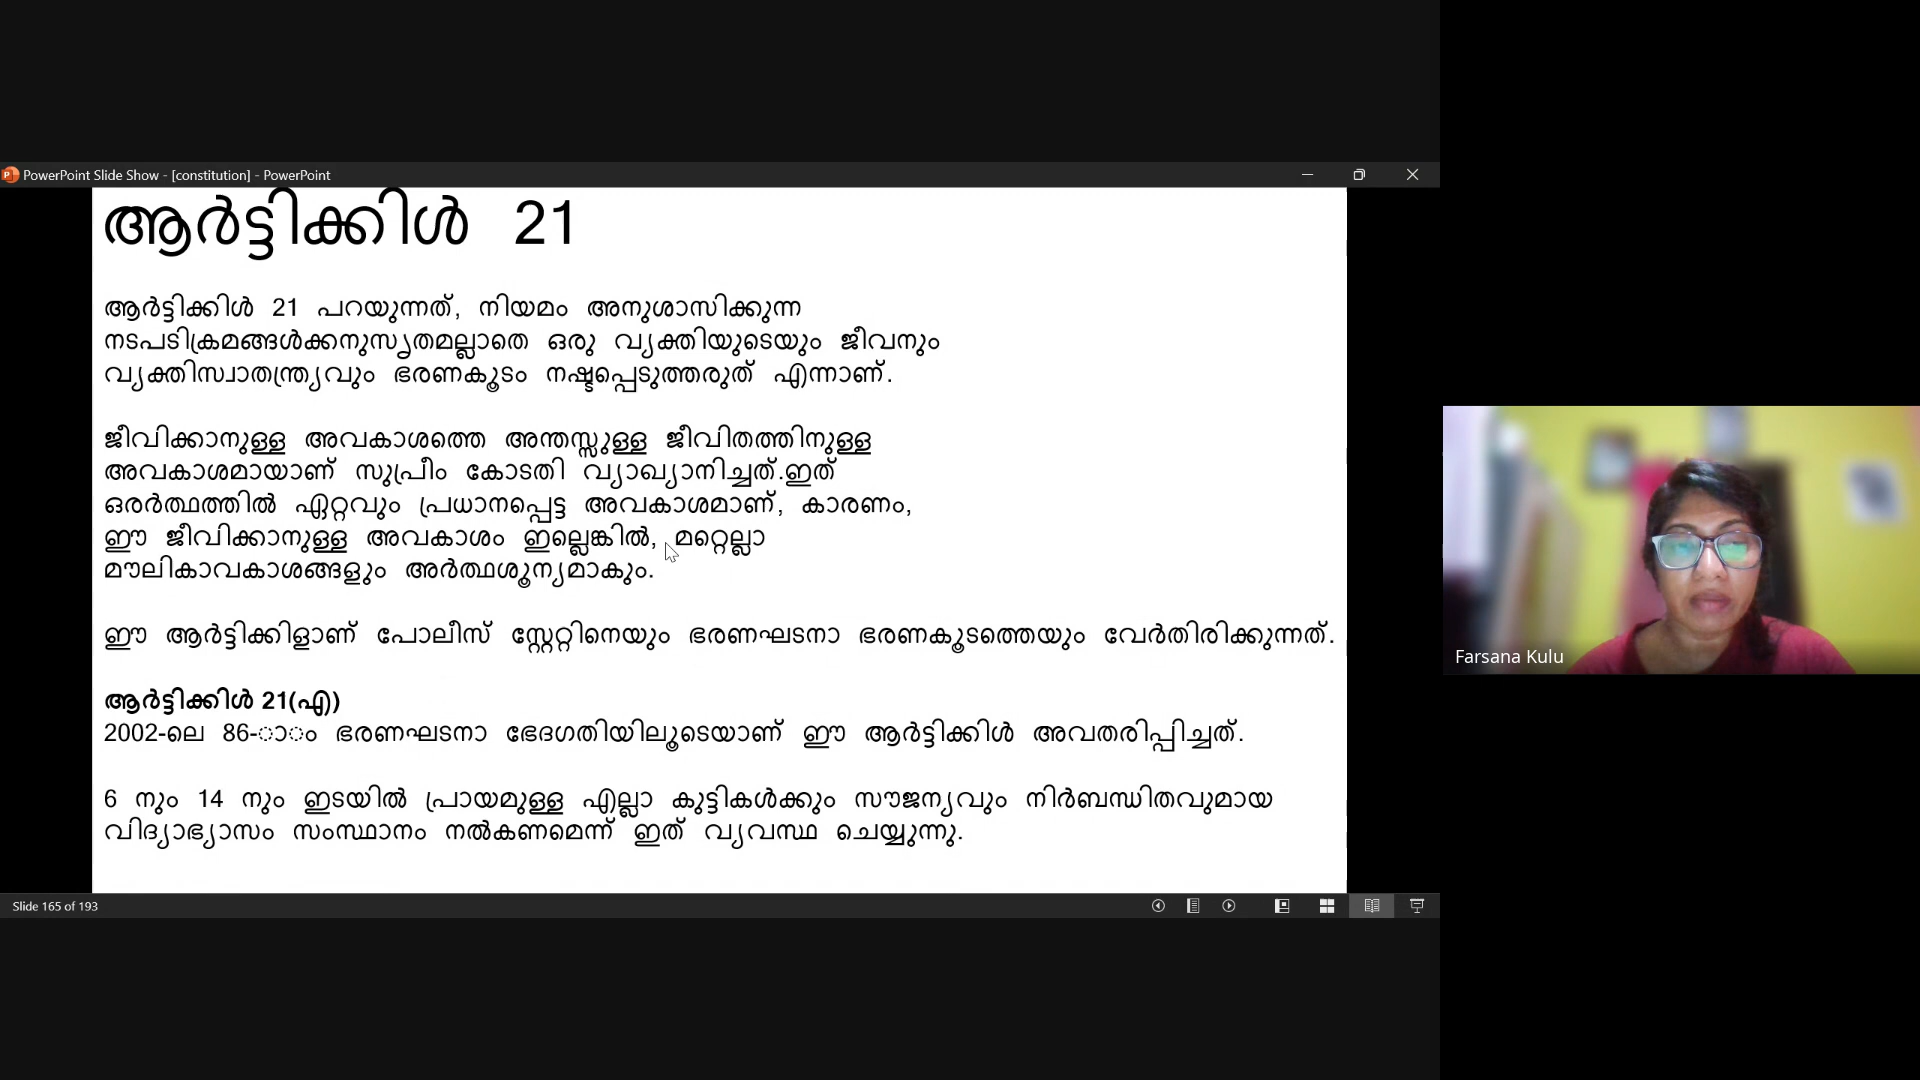 PowerPoint Slide Show - [constitution] - PowerPoint
ആർട്ടിക്കിൾ 21
ആർട്ടിക്കിൾ 21 പറയുന്നത്, നിയമം അനുശാസിക്കുന്ന
നടപടിക്രമങ്ങൾക്കനുസൃതമല്ലാതെ ഒരു വ്യക്തിയുടെയും ജീവനും
വ്യക്തിസ്വാതന്ത്ര്യവും ഭരണകൂടം നഷ്ടപ്പെടുത്തരുത് എന്നാണ്.
ജീവിക്കാനുള്ള അവകാശത്തെ അന്തസ്സുള്ള ജീവിതത്തിനുള്ള
അവകാശമായാണ് സുപ്രീം കോടതി വ്യാഖ്യാനിച്ചത്.ഇത്
ഒരർത്ഥത്തിൽ ഏറ്റവും പ്രധാനപ്പെട്ട അവകാശമാണ്, കാരണം,
ഈ ജീവിക്കാനുള്ള അവകാശം ഇല്ലെങ്കിൽ, മറ്റെല്ലാ
മൗലികാവകാശങ്ങളും അർത്ഥശൂന്യമാകും.
ഈ ആർട്ടിക്കിളാണ് പോലീസ് സ്റ്റേറ്റിനെയും ഭരണഘടനാ ഭരണകൂടത്തെയും വേർതിരിക്കുന്നത്.
ആർട്ടിക്കിൾ 21(എ)
2002-ലെ 86-ാം ഭരണഘടനാ ഭേദഗതിയിലൂടെയാണ് ഈ ആർട്ടിക്കിൾ അവതരിപ്പിച്ചത്.
6 നും 14 നും ഇടയിൽ പ്രായമുള്ള എല്ലാ കുട്ടികൾക്കും സൗജന്യവും നിർബന്ധിതവുമായ
വിദ്യാഭ്യാസം സംസ്ഥാനം നൽകണമെന്ന് ഇത് വ്യവസ്ഥ ചെയ്യുന്നു.
Farsana Kulu
Slide 165 of 193